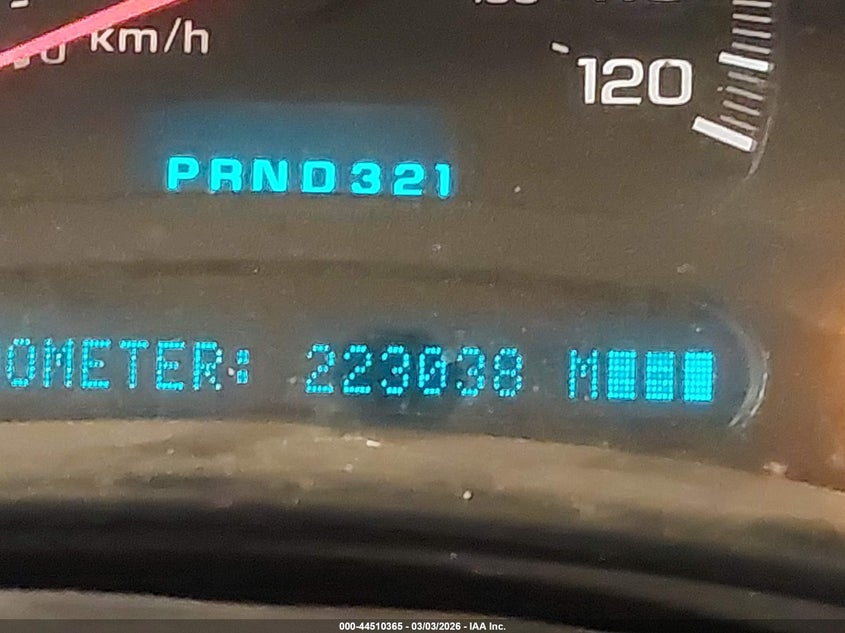 km/h
120
PRND321
OMETER: 223038 M
000-44510365 - 03/03/2026 - IAA Inc.